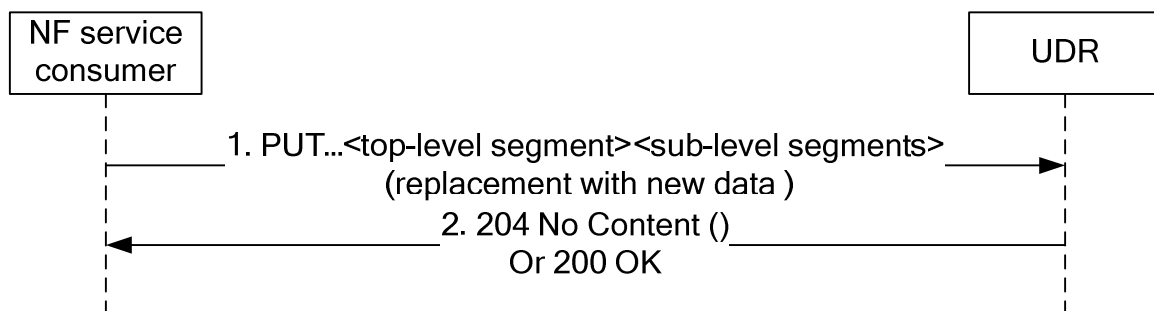 NF service
consumer
UDR
1. PUT...<top-level segment><sub-level segments>
(replacement with new data )
2. 204 No Content ()
Or 200 OK